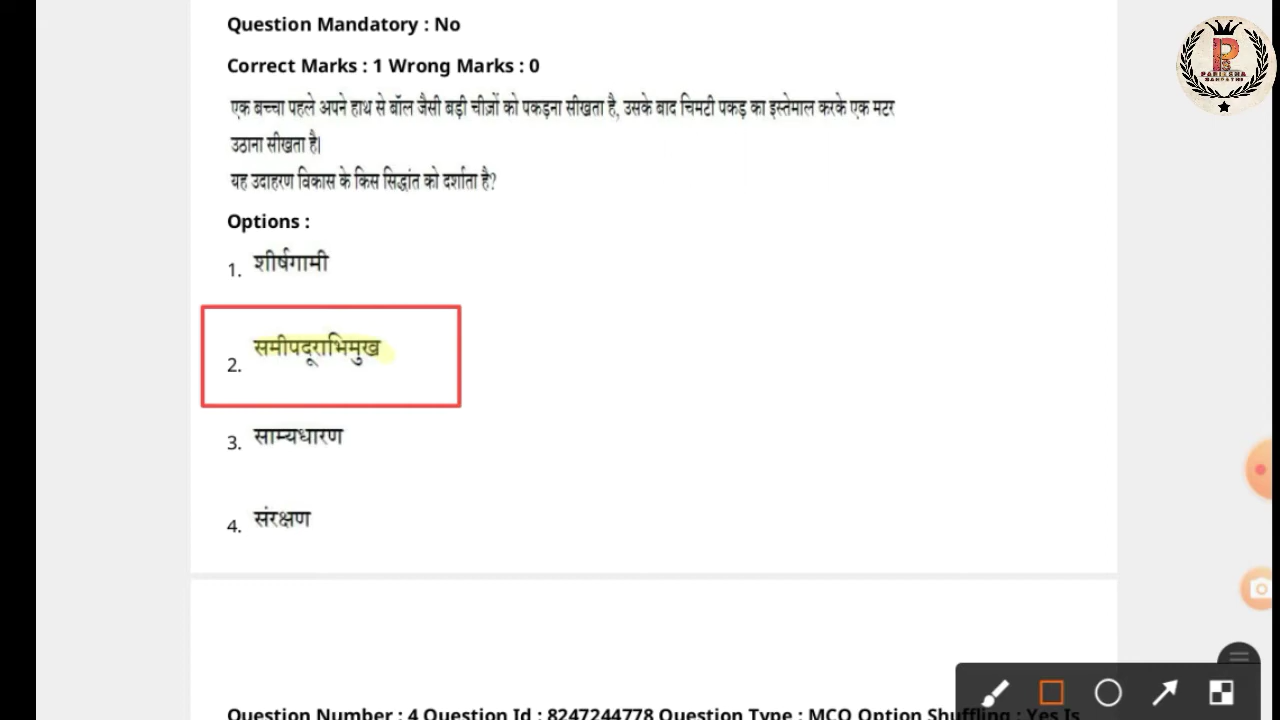 Question Mandatory : No
Correct Marks : 1 Wrong Marks : 0
एक बच्चा पहले अपने हाथ से बॉल जैसी बड़ी चीज़ों को पकड़ना सीखता है, उसके बाद चिमटी पकड़ का इस्तेमाल करके एक मटर
उठाना सीखता है।
यह उदाहरण विकास के किस सिद्धांत को दर्शाता है?
Options :
1. शीर्षगामी
2. समीपदूराभिमुख
3. साम्यधारण
4. संरक्षण
Question Number : 4 Question Id : 8247244778 Question Type : MCQ Option Shuffling : Yes Is